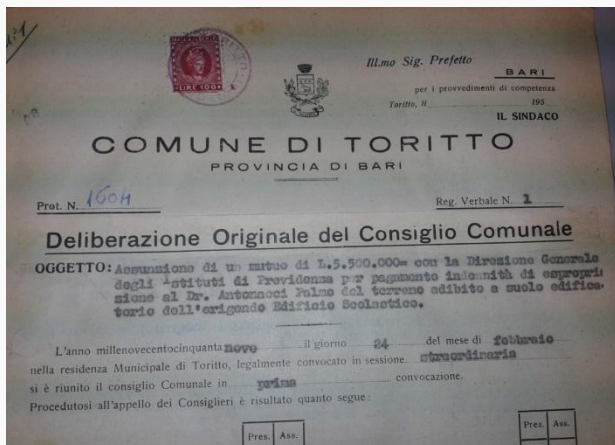 LIRE 100
Ill.mo Sig. Prefetto
BARI
per i provvedimenti di competenza
Toritto, lì 195
IL SINDACO
COMUNE DI TORITTO
PROVINCIA DI BARI
Prot. N. 1604
Reg. Verbale N. 1
Deliberazione Originale del Consiglio Comunale
OGGETTO: Assunzione di un mutuo di L.5.500.000= con la Direzione Generale
degli Istituti di Previdenza per pagamento indennità di espropria
zione al Dr. Antonacci Palmo del terreno adibito a suolo edifica=
torio dell'erigendo Edificio Scolastico.
L'anno millenovecentocinquanta nove il giorno 24 del mese di febbraio
nella residenza Municipale di Toritto, legalmente convocato in sessione straordinaria
si è riunito il consiglio Comunale in prima convocazione.
Procedutosi all'appello dei Consiglieri è risultato quanto segue:
Pres. Ass.
Pres. Ass.